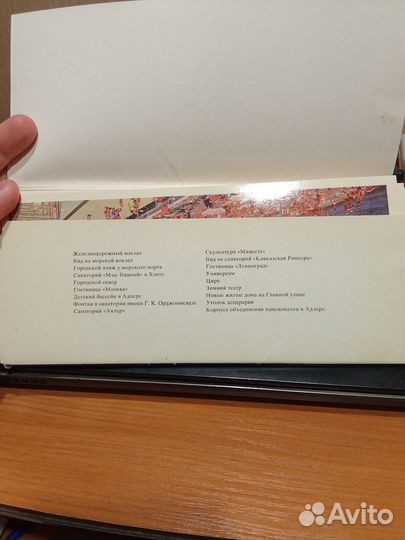 Железнодорожный вокзал
Вид на морской вокзал
Городской пляж у морского порта
Санаторий «Мыс Видный» в Хосте
Городской сквер
Гостиница «Москва»
Детский бассейн в Адлере
Фонтан в санатории имени Г. К. Орджоникидзе
Санаторий «Актер»
Скульптура «Мацеста»
Вид на санаторий «Кавказская Ривьера»
Гостиница «Ленинград»
Универсам
Цирк
Зимний театр
Новые жилые дома на Главной улице
Уголок дендрария
Корпуса объединения пансионатов в Адлере
Avito